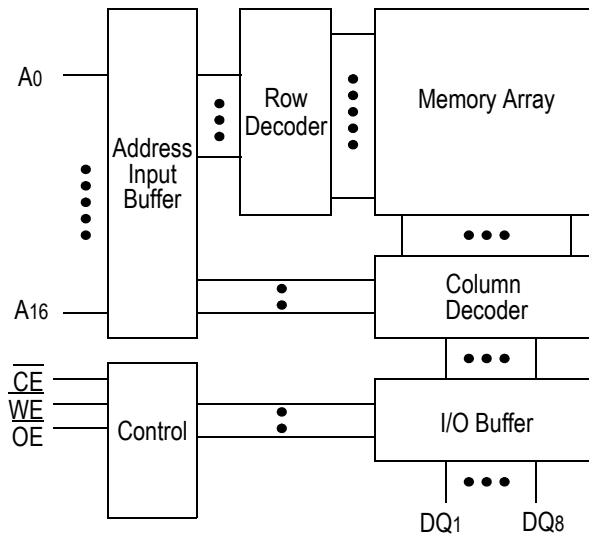 A0
A16
Address
Input
Buffer
Row
Decoder
Memory Array
Column
Decoder
CE
WE
OE
Control
I/O Buffer
DQ1
DQ8